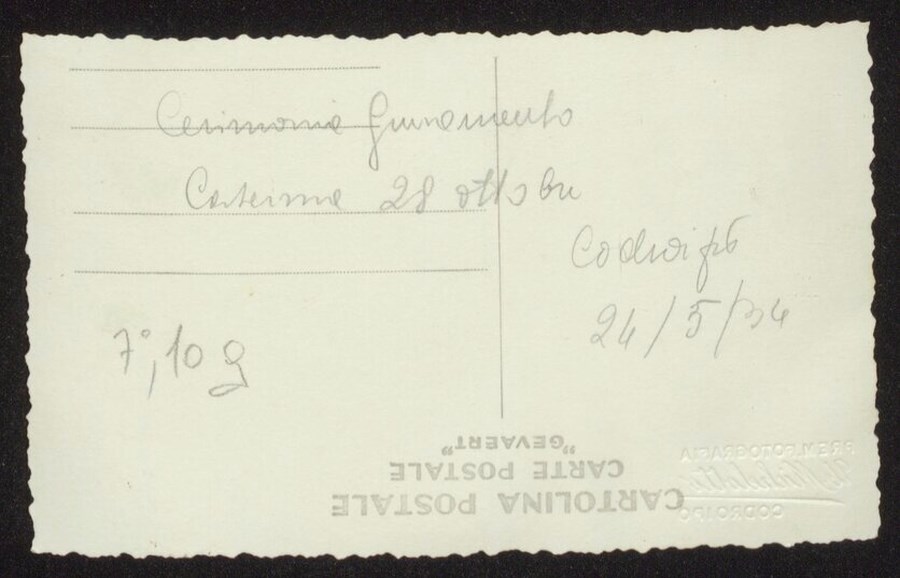 Cerimonia Giuramento
Caserma 28 ottobre
Codroipo
24/5/34
7°, 10 g
"GEVAERT"
CARTE POSTALE
CARTOLINA POSTALE
PREM. FOTOGRAFIA
CODROIPO